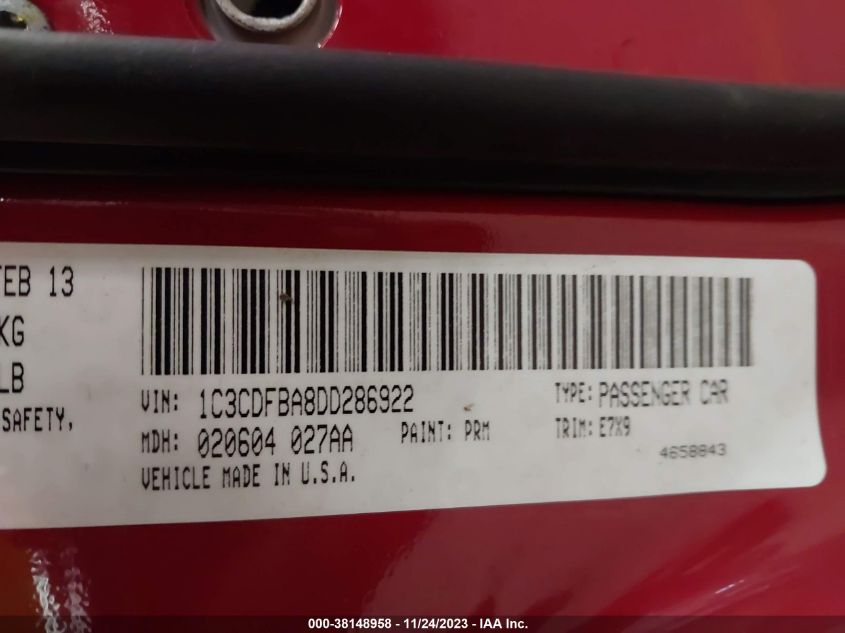 FEB 13
KG
LB
SAFETY,
VIN: 1C3CDFBA8DD286922
TYPE: PASSENGER CAR
MDH: 020604 027AA PAINT: PRM TRIM: E7X9
VEHICLE MADE IN U.S.A.
4658843
000-38148958 - 11/24/2023 - IAA Inc.